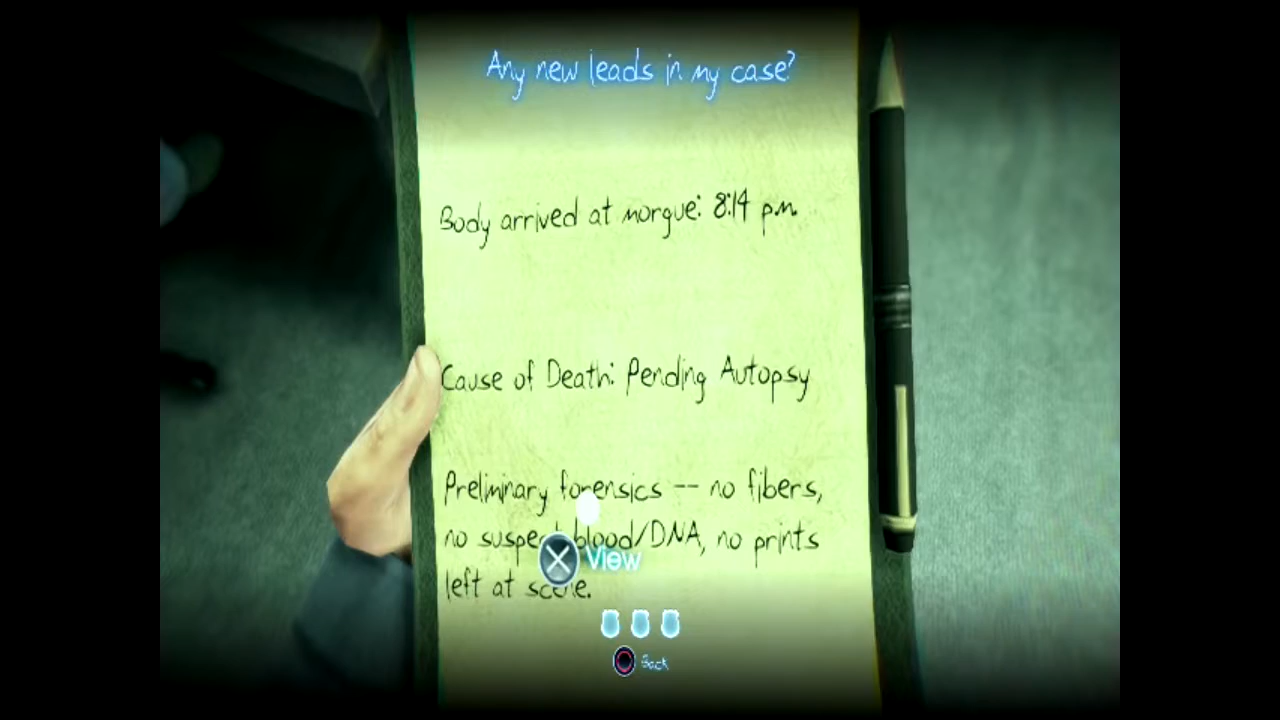 Any new leads in my case?
Body arrived at morgue: 8:14 p.m.
Cause of Death: Pending Autopsy
Preliminary forensics -- no fibers,
no suspect blood/DNA, no prints
View
left at scene.
Back